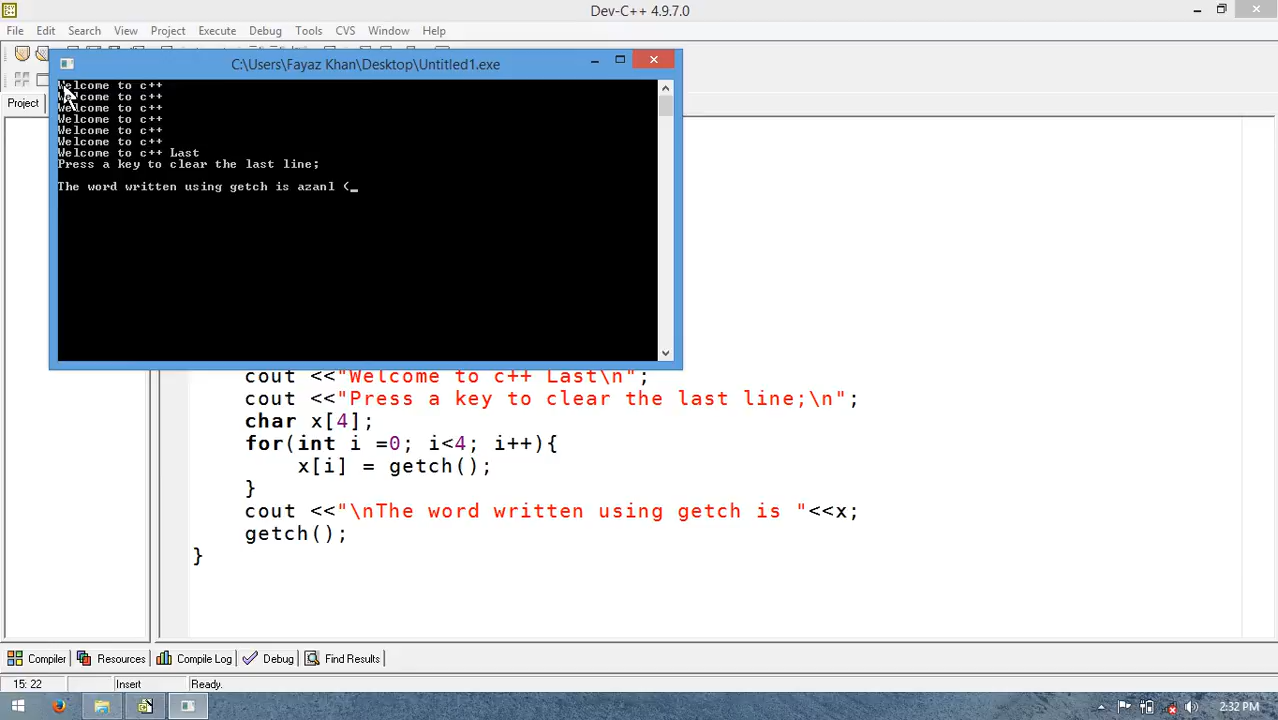 Dev-C++ 4.9.7.0
File Edit Search View Project Execute Debug Tools CVS Window Help
C:\Users\Fayaz Khan\Desktop\Untitled1.exe
Project
Welcome to c++
Welcome to c++
Welcome to c++
Welcome to c++
Welcome to c++
Welcome to c++
Welcome to c++ Last
Press a key to clear the last line;
The word written using getch is azanl (_
cout <<"Welcome to c++ Last\n";
cout <<"Press a key to clear the last line;\n";
char x[4];
for(int i =0; i<4; i++){
x[i] = getch();
}
cout <<"\nThe word written using getch is "<<x;
getch();
}
Compiler Resources Compile Log Debug Find Results
15: 22 Insert Ready.
2:32 PM